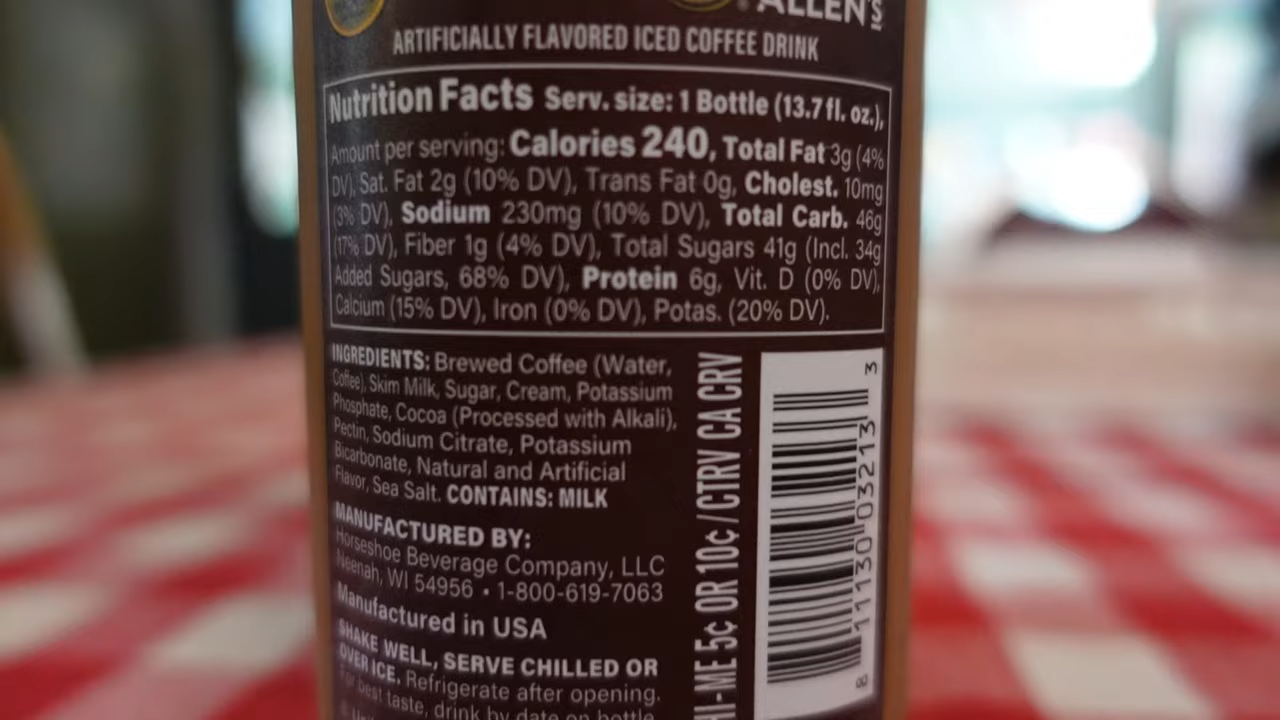 ALLEN'S
ARTIFICIALLY FLAVORED ICED COFFEE DRINK
Nutrition Facts Serv. size: 1 Bottle (13.7 fl. oz.),
Amount per serving: Calories 240, Total Fat 3g (4%
DV), Sat. Fat 2g (10% DV), Trans Fat 0g, Cholest. 10mg
(3% DV), Sodium 230mg (10% DV), Total Carb. 46g
(17% DV), Fiber 1g (4% DV), Total Sugars 41g (Incl. 34g
Added Sugars, 68% DV), Protein 6g, Vit. D (0% DV),
Calcium (15% DV), Iron (0% DV), Potas. (20% DV).
INGREDIENTS: Brewed Coffee (Water,
Coffee), Skim Milk, Sugar, Cream, Potassium
Phosphate, Cocoa (Processed with Alkali),
Pectin, Sodium Citrate, Potassium
Bicarbonate, Natural and Artificial
Flavor, Sea Salt. CONTAINS: MILK
MANUFACTURED BY:
Horseshoe Beverage Company, LLC
Neenah, WI 54956 • 1-800-619-7063
Manufactured in USA
SHAKE WELL, SERVE CHILLED OR
OVER ICE. Refrigerate after opening.
For best taste, drink by date on bottle
HI-ME 5¢ OR 10¢/CTRV CA CRV
8 11130 03213 3